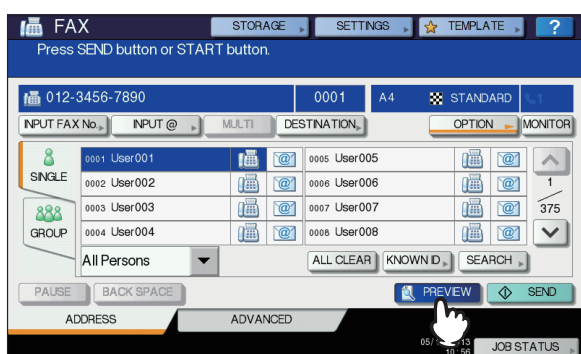 FAX STORAGE SETTINGS TEMPLATE ?
Press SEND button or START button.
012-3456-7890 0001 A4 STANDARD 1
INPUT FAX No. INPUT @ MULTI DESTINATION OPTION MONITOR
SINGLE
GROUP
0001 User001 @ 0005 User005 @
0002 User002 @ 0006 User006 @
0003 User003 @ 0007 User007 @
0004 User004 @ 0008 User008 @
1
375
All Persons ALL CLEAR KNOWN ID SEARCH
PAUSE BACK SPACE PREVIEW SEND
ADDRESS ADVANCED
10:56 JOB STATUS